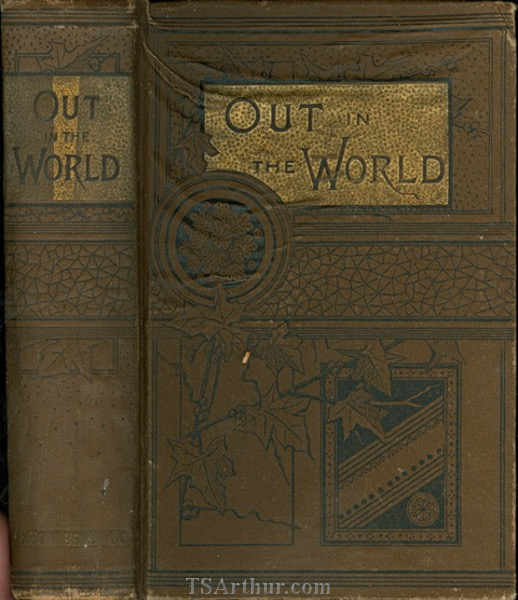 OUT
IN THE
WORLD
OUT IN
THE WORLD
TSArthur.com